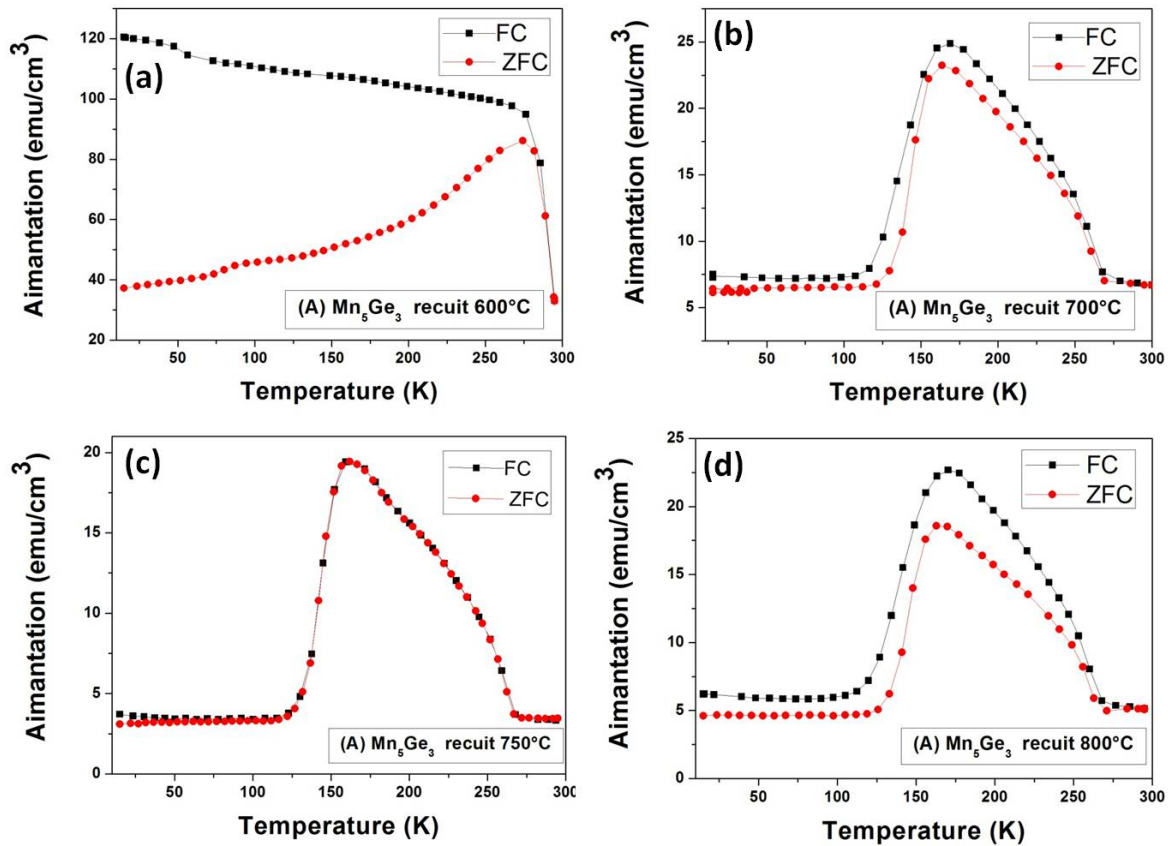 (a)
FC
ZFC
Aimantation (emu/cm³)
120
100
80
60
40
20
50
100
150
200
250
300
(A) Mn₅Ge₃ recuit 600°C
Temperature (K)
(b)
FC
ZFC
Aimantation (emu/cm³)
25
20
15
10
5
50
100
150
200
250
300
(A) Mn₅Ge₃ recuit 700°C
Temperature (K)
(c)
FC
ZFC
Aimantation (emu/cm³)
20
15
10
5
0
50
100
150
200
250
300
(A) Mn₅Ge₃ recuit 750°C
Temperature (K)
(d)
FC
ZFC
Aimantation (emu/cm³)
25
20
15
10
5
0
50
100
150
200
250
300
(A) Mn₅Ge₃ recuit 800°C
Temperature (K)